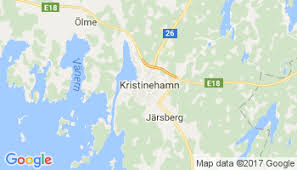 E18
Ölme
26
Vänern
Kristinehamn
E18
Järsberg
Google
Map data ©2017 Google